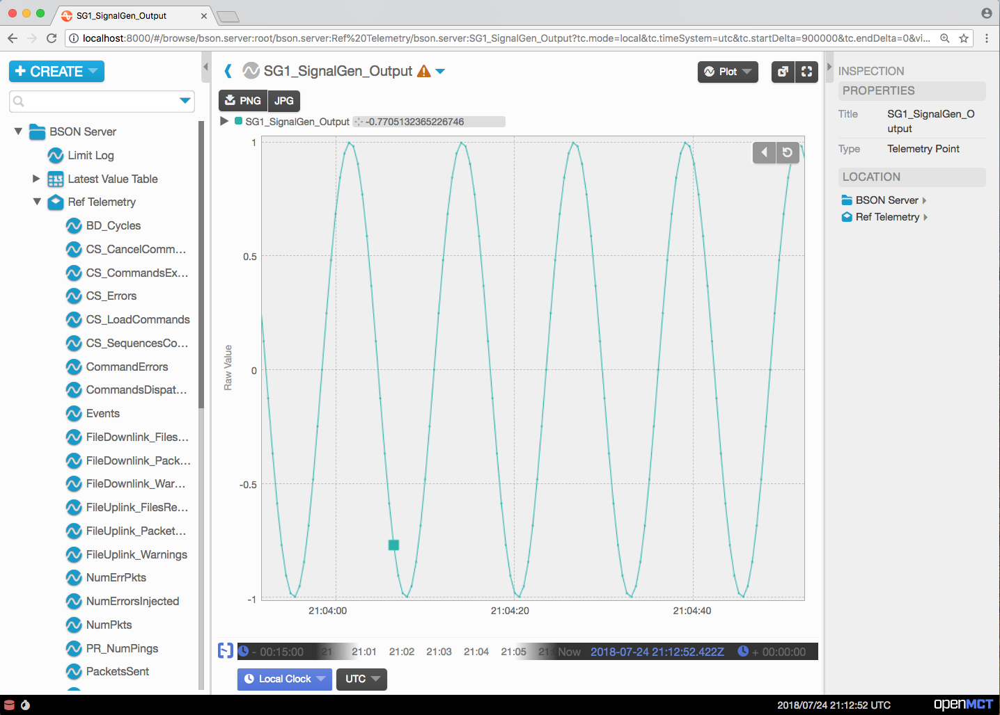 SG1_SignalGen_Output
localhost:8000/#/browse/bson.server:root/bson.server:Ref%20Telemetry/bson.server:SG1_SignalGen_Output?tc.mode=local&tc.timeSystem=utc&tc.startDelta=900000&tc.endDelta=0&vi...
+ CREATE
BSON Server
Limit Log
Latest Value Table
Ref Telemetry
BD_Cycles
CS_CancelComm...
CS_CommandsEx...
CS_Errors
CS_LoadCommands
CS_SequencesCo...
CommandErrors
CommandsDispat...
Events
FileDownlink_Files...
FileDownlink_Pack...
FileDownlink_War...
FileUplink_FilesRe...
FileUplink_Packet...
FileUplink_Warnings
NumErrPkts
NumErrorsInjected
NumPkts
PR_NumPings
PacketsSent
SG1_SignalGen_Output
Plot
PNG JPG
SG1_SignalGen_Output -0.7705132365226746
1
0.5
0
-0.5
-1
Raw Value
21:04:00 21:04:20 21:04:40
- 00:15:00 21 21:01 21:02 21:03 21:04 21:05 Now 2018-07-24 21:12:52.422Z + 00:00:00
Local Clock UTC
INSPECTION
PROPERTIES
Title SG1_SignalGen_O
utput
Type Telemetry Point
LOCATION
BSON Server
Ref Telemetry
2018/07/24 21:12:52 UTC openMCT